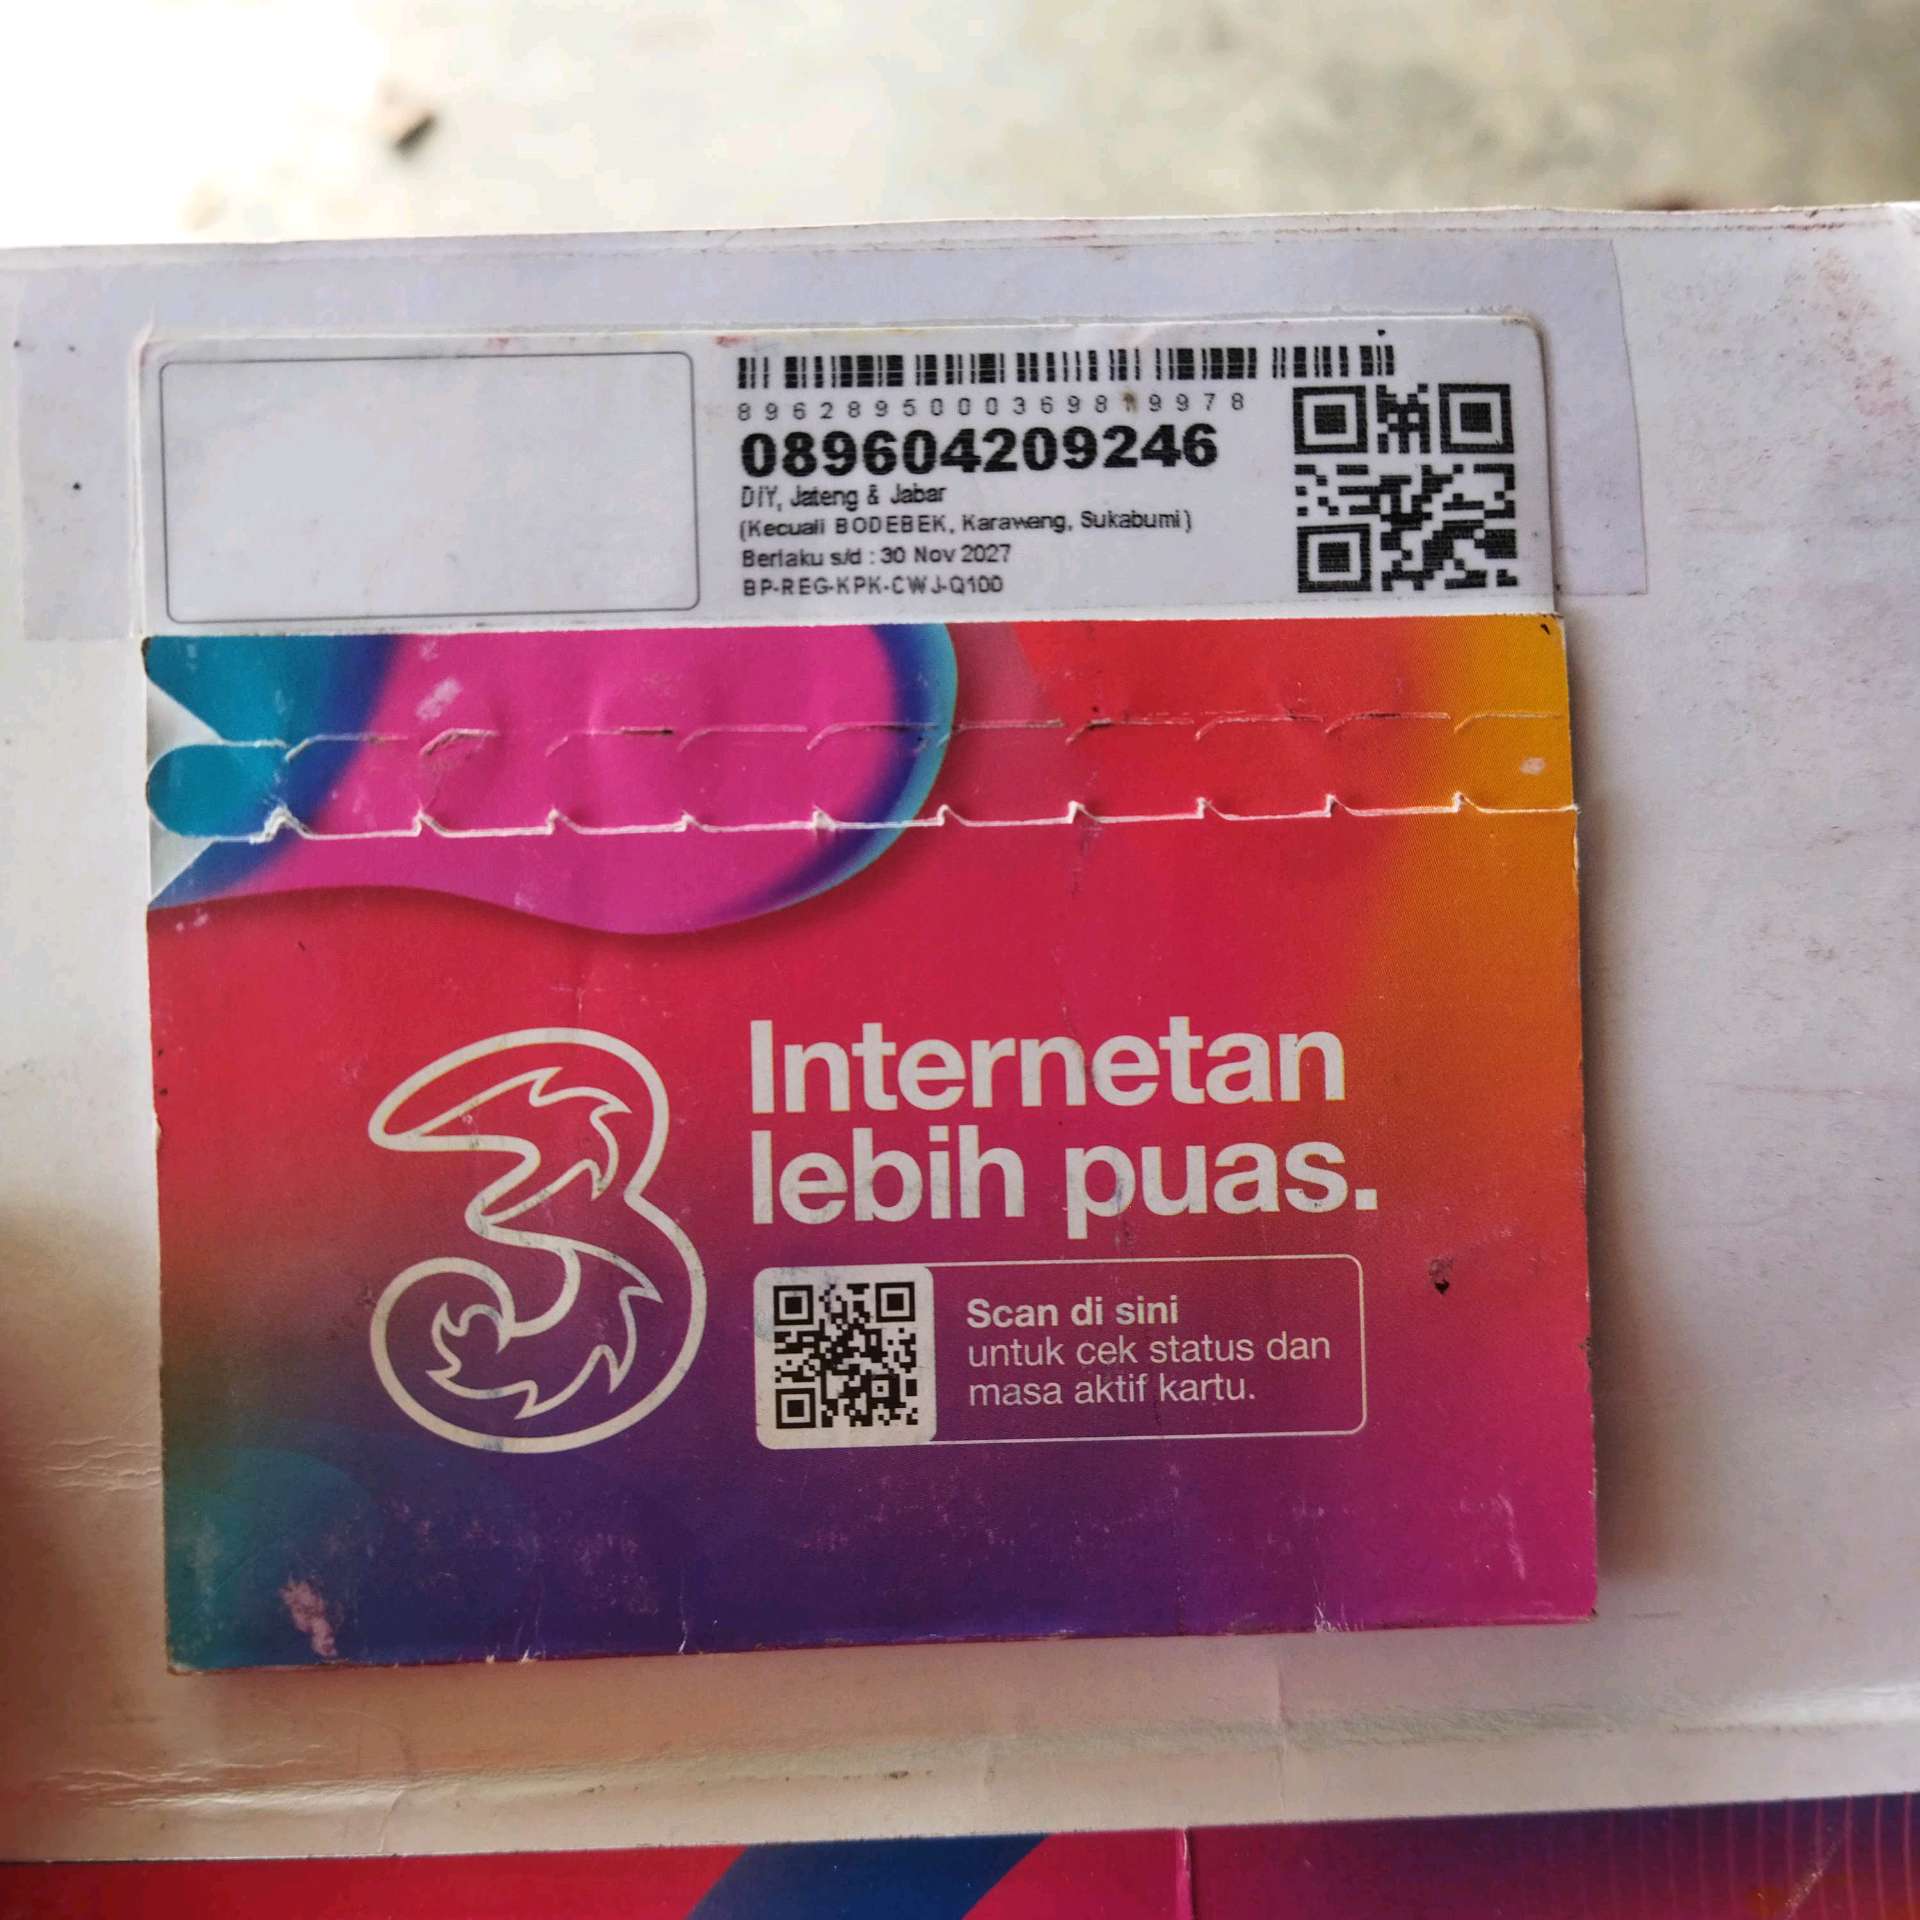 089604209246
DIY, Jateng & Jabar
(Kecuali BODEBEK, Karawang, Sukabumi)
Berlaku s/d : 30 Nov 2027
BP-REG-KPK-CWJ-Q100
3
Internetan
lebih puas.
Scan di sini
untuk cek status dan
masa aktif kartu.